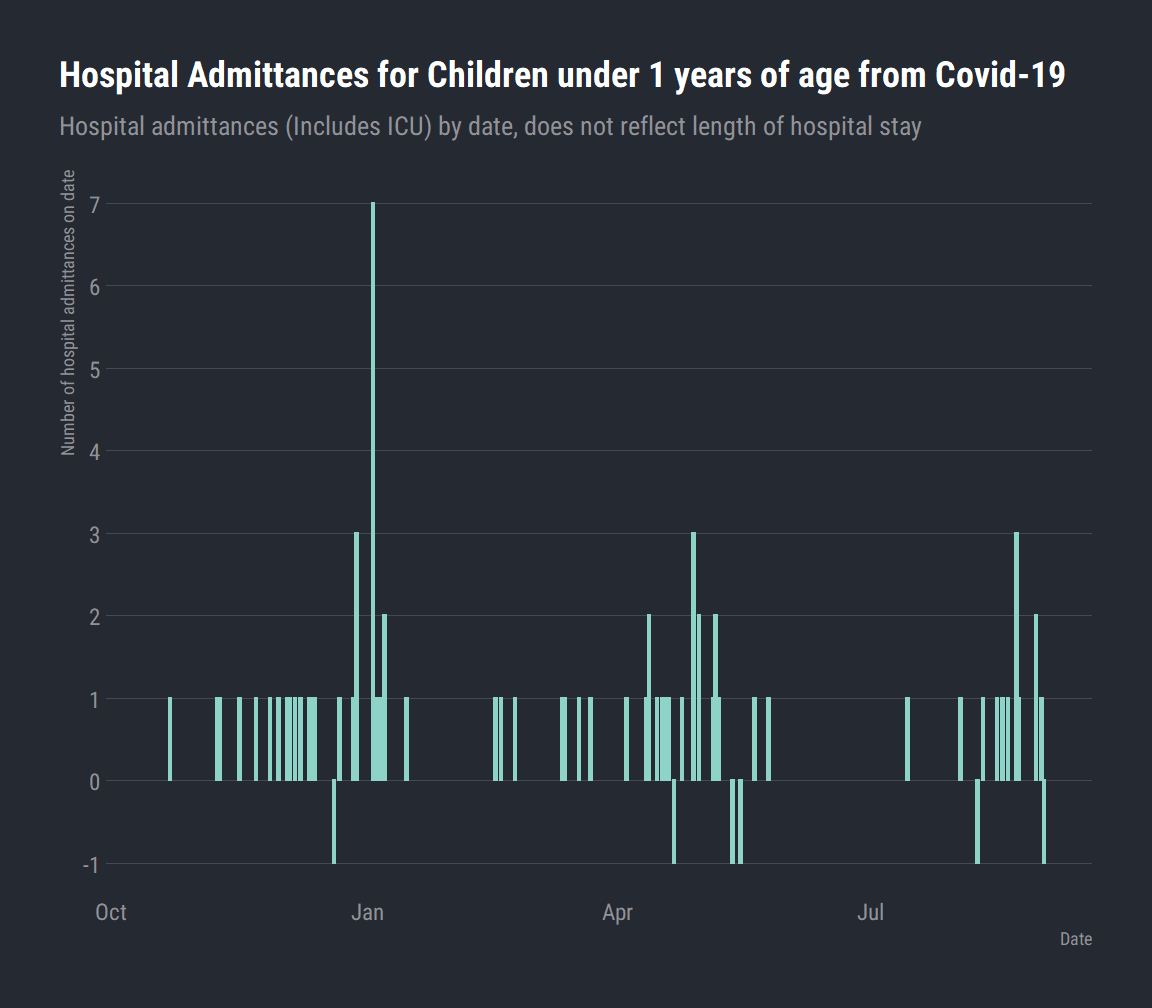 Hospital Admittances for Children under 1 years of age from Covid-19
Hospital admittances (Includes ICU) by date, does not reflect length of hospital stay
Number of hospital admittances on date
7
6
5
4
3
2
1
0
-1
Oct Jan Apr Jul
Date